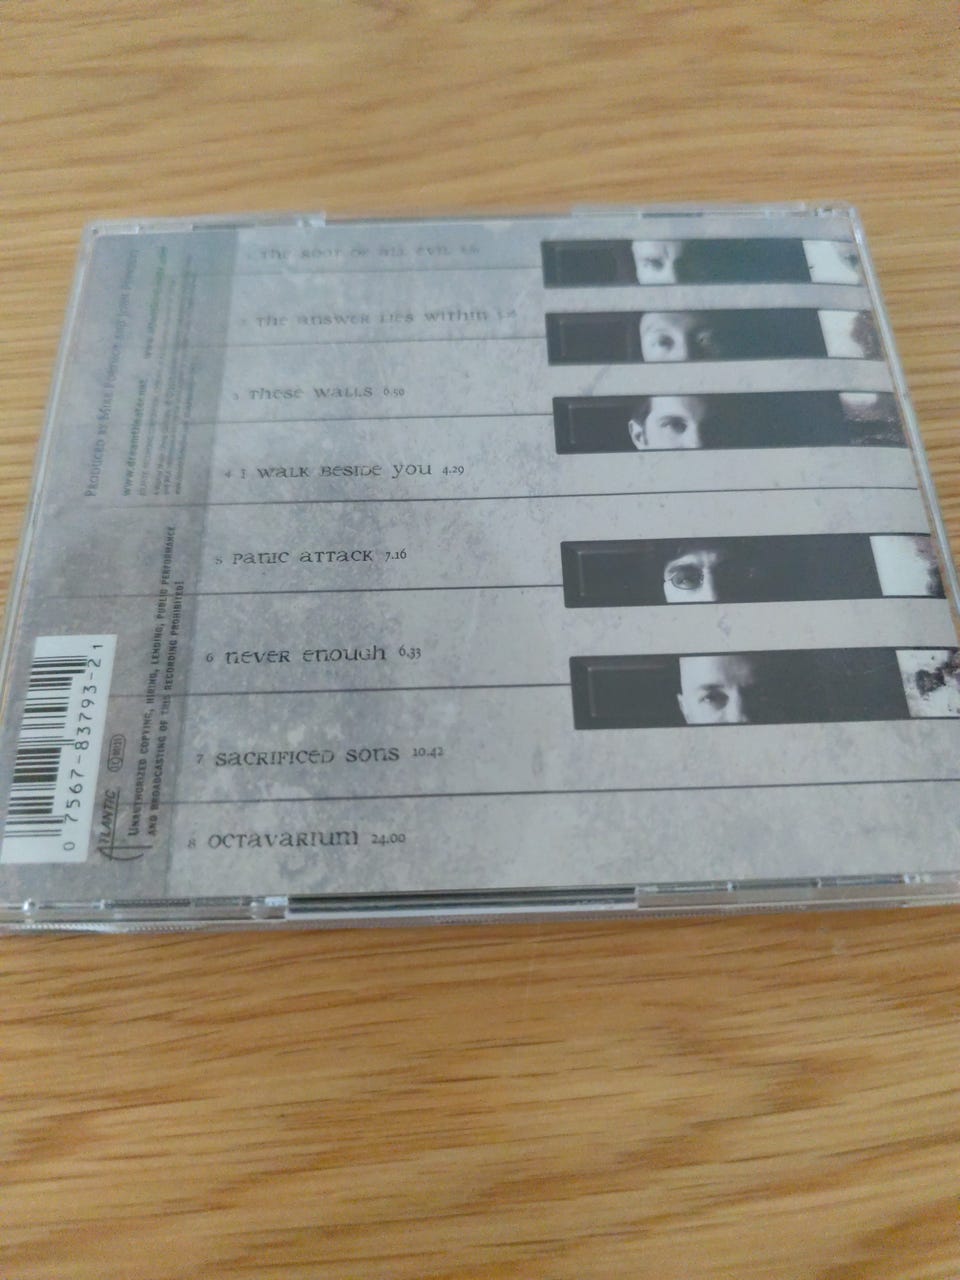 1 THE ROOT OF ALL EVIL
2 THE ANSWER LIES WITHIN
3 THESE WALLS 6.50
4 I WALK BESIDE YOU 4.29
5 PANIC ATTACK 7.16
6 NEVER ENOUGH 6.33
7 SACRIFICED SONS 10.42
8 OCTAVARIUM 24.00
PRODUCED BY MIKE PORTNOY AND JOHN PETRUCCI
www.dreamtheater.net
UNAUTHORIZED COPYING, HIRING, LENDING, PUBLIC PERFORMANCE
AND BROADCASTING OF THIS RECORDING PROHIBITED!
ATLANTIC
0 7567-83793-2 1